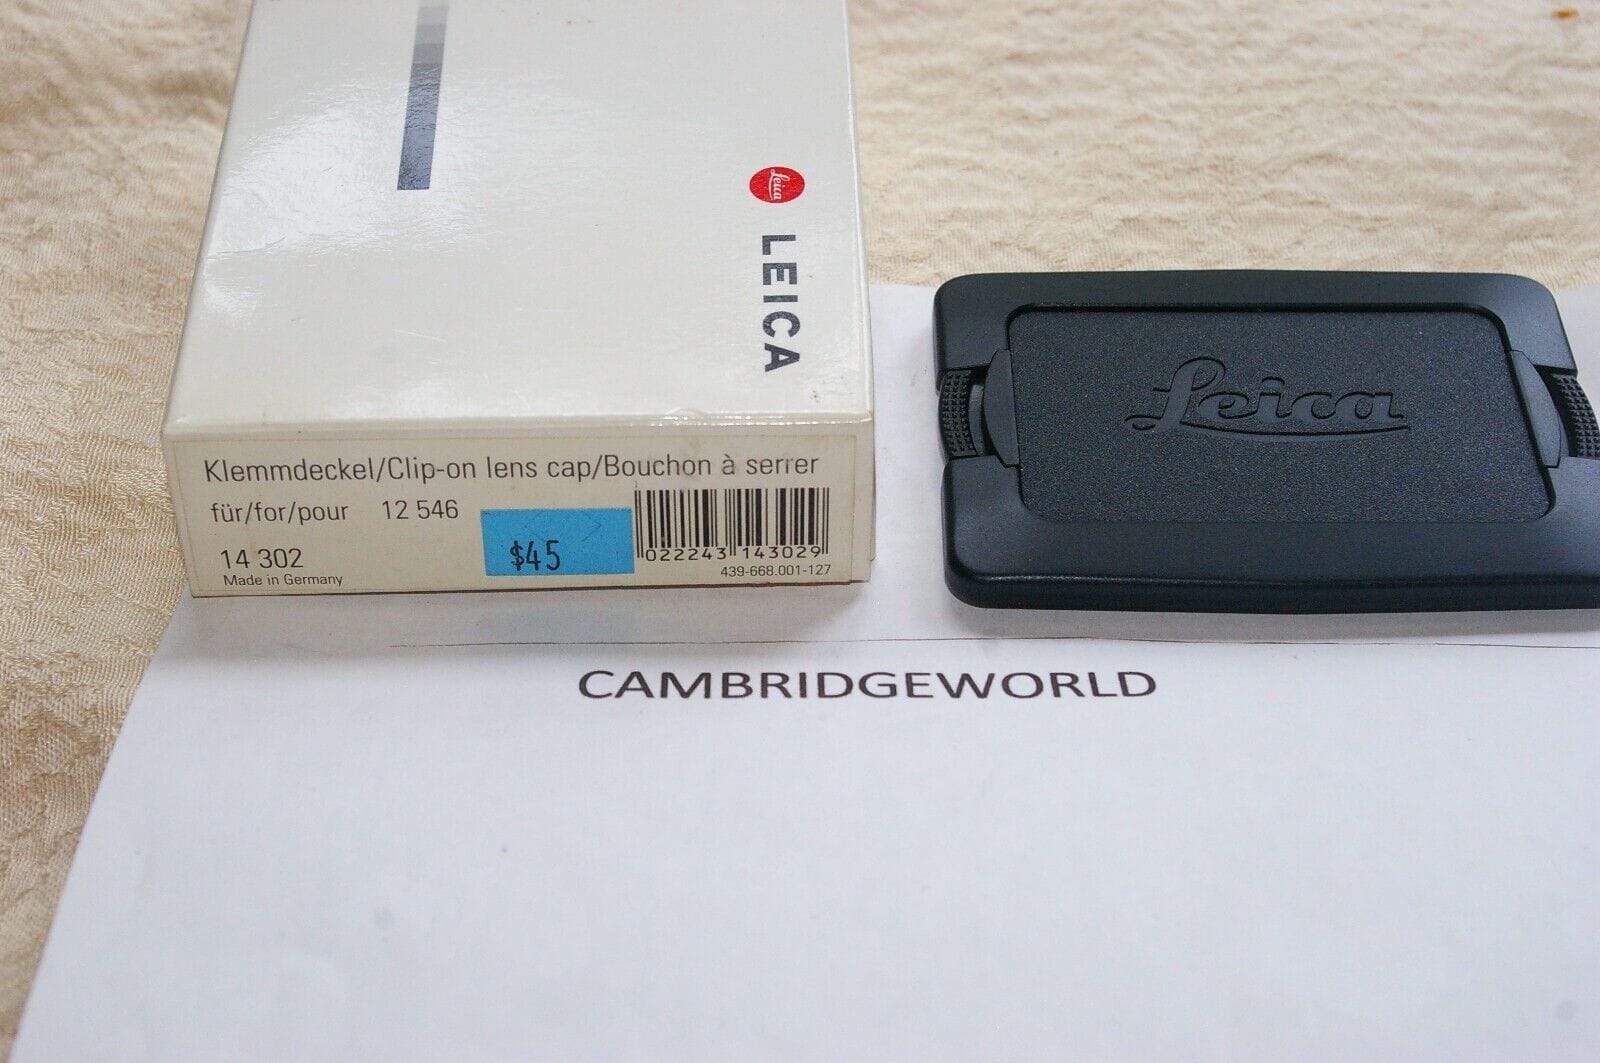 Leica
LEICA
Klemmdeckel/Clip-on lens cap/Bouchon à serrer
für/for/pour 12 546
14 302
Made in Germany
$45
022243 143029
439-668.001-127
Leica
CAMBRIDGEWORLD